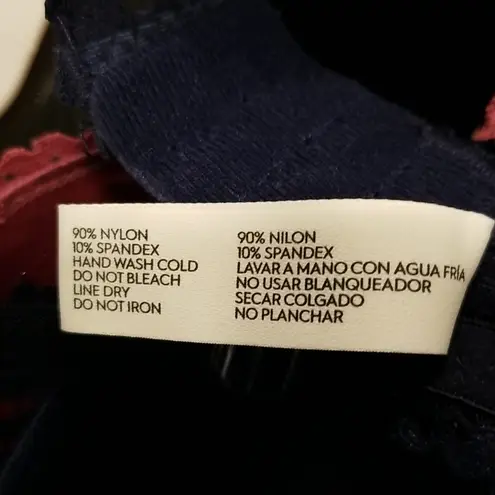 90% NYLON
10% SPANDEX
HAND WASH COLD
DO NOT BLEACH
LINE DRY
DO NOT IRON
90% NILON
10% SPANDEX
LAVAR A MANO CON AGUA FRÍA
NO USAR BLANQUEADOR
SECAR COLGADO
NO PLANCHAR